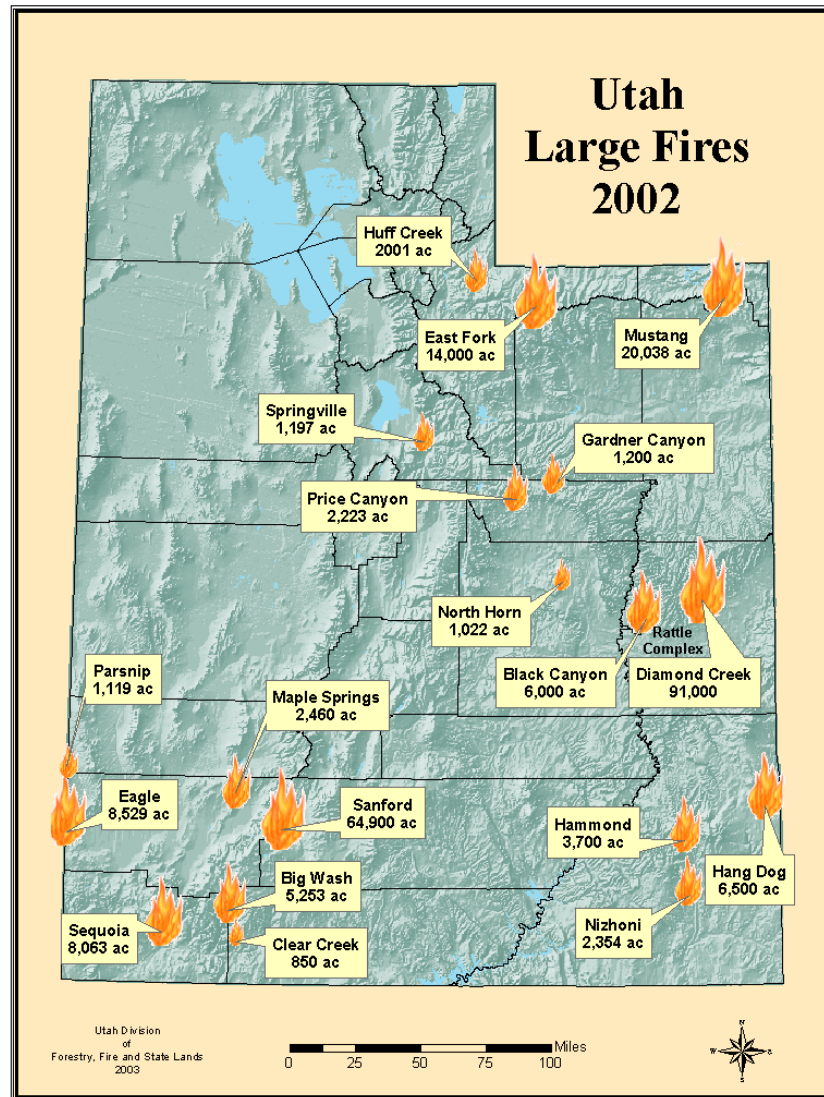 Utah
Large Fires
2002
Huff Creek
2001 ac
East Fork
14,000 ac
Mustang
20,038 ac
Springville
1,197 ac
Gardner Canyon
1,200 ac
Price Canyon
2,223 ac
North Horn
1,022 ac
Rattle
Complex
Black Canyon
6,000 ac
Diamond Creek
91,000
Parsnip
1,119 ac
Maple Springs
2,460 ac
Eagle
8,529 ac
Sanford
64,900 ac
Hammond
3,700 ac
Hang Dog
6,500 ac
Big Wash
5,253 ac
Nizhoni
2,354 ac
Sequoia
8,063 ac
Clear Creek
850 ac
Utah Division
of
Forestry, Fire and State Lands
2003
Miles
0 25 50 75 100
N
W E
S